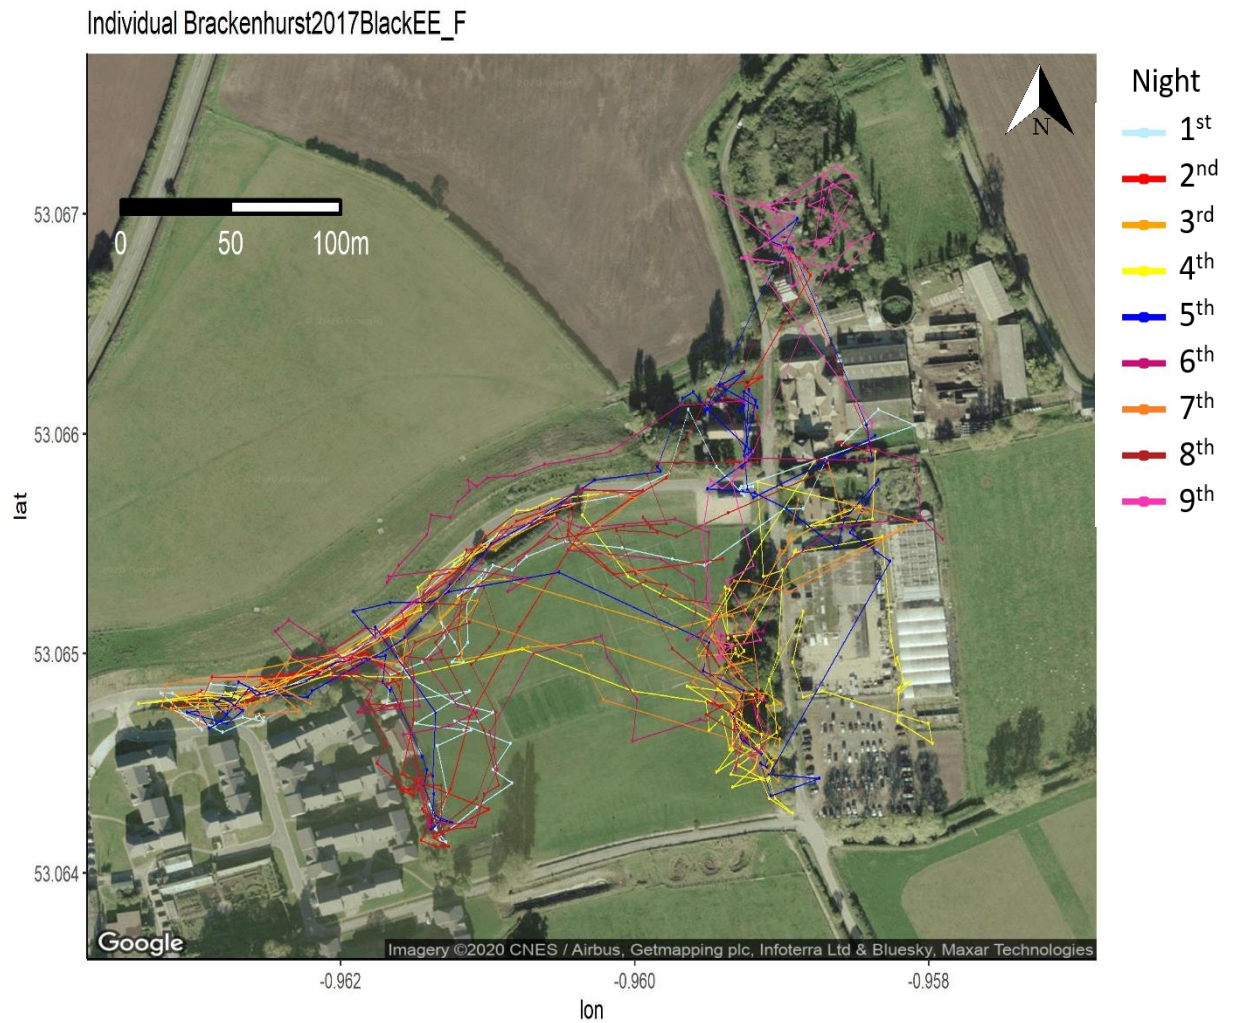 Individual Brackenhurst2017BlackEE_F
Night
1st
2nd
3rd
4th
5th
6th
7th
8th
9th
N
0 50 100m
53.067
53.066
53.065
53.064
lat
Google
Imagery ©2020 CNES / Airbus, Getmapping plc, Infoterra Ltd & Bluesky, Maxar Technologies
-0.962 -0.960 -0.958
lon